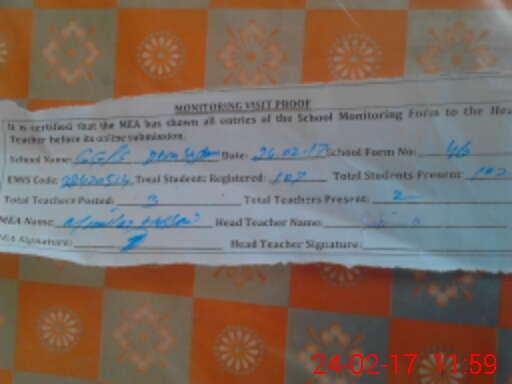 MONITORING VISIT PROOF
It is certified that the MEA has shown all entries of the School Monitoring Form to the Hea
Teacher before its online submission.
School Name: Date: 24-02-17 School Form No: 46
EMIS Code: Total Students Registered: 107 Total Students Present: 102
Total Teachers Posted: 3 Total Teachers Present: 2
MEA Name: Head Teacher Name:
EA Signature: Head Teacher Signature:
24-02-17 11:59